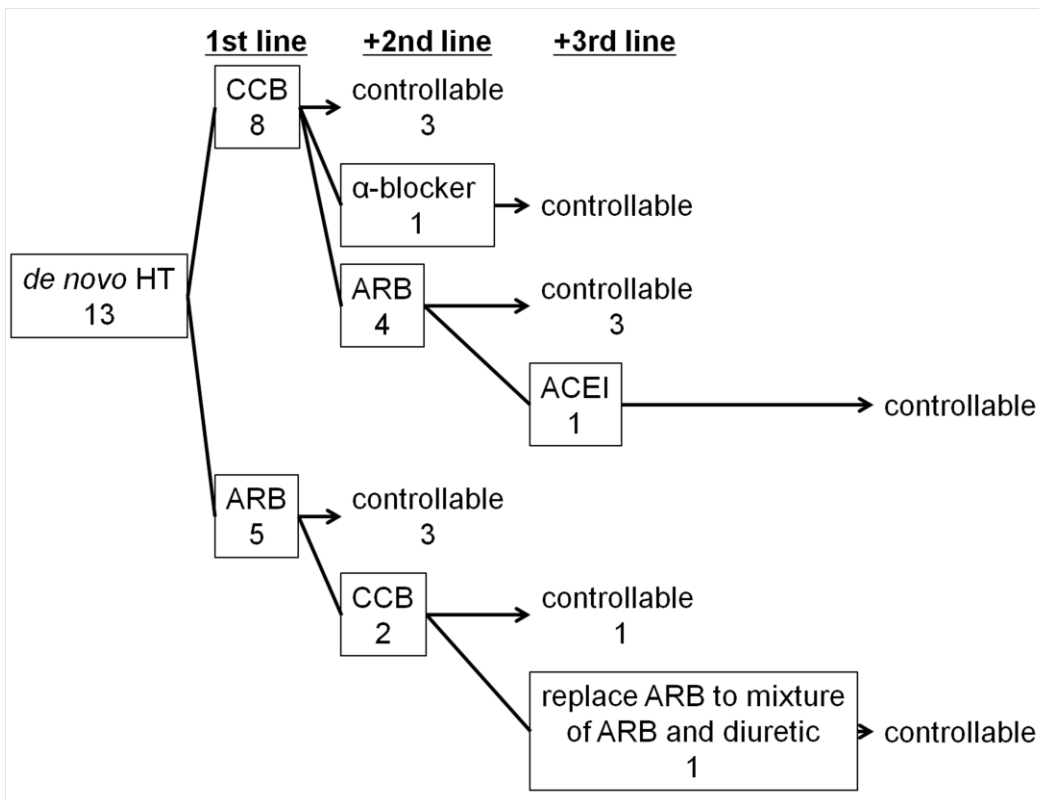 1st line
+2nd line
+3rd line
CCB
8
controllable
3
α-blocker
1
controllable
de novo HT
13
ARB
4
controllable
3
ACEI
1
controllable
ARB
5
controllable
3
CCB
2
controllable
1
replace ARB to mixture
of ARB and diuretic
1
controllable